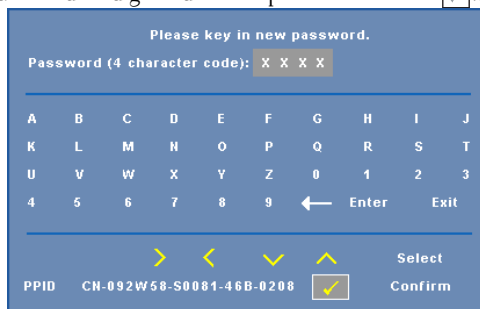 Please key in new password.
Password (4 character code): X X X X
A B C D E F G H I J
K L M N O P Q R S T
U V W X Y Z 0 1 2 3
4 5 6 7 8 9 ← Enter Exit
Select
PPID CN-092W58-S0081-46B-0208 ✓ Confirm